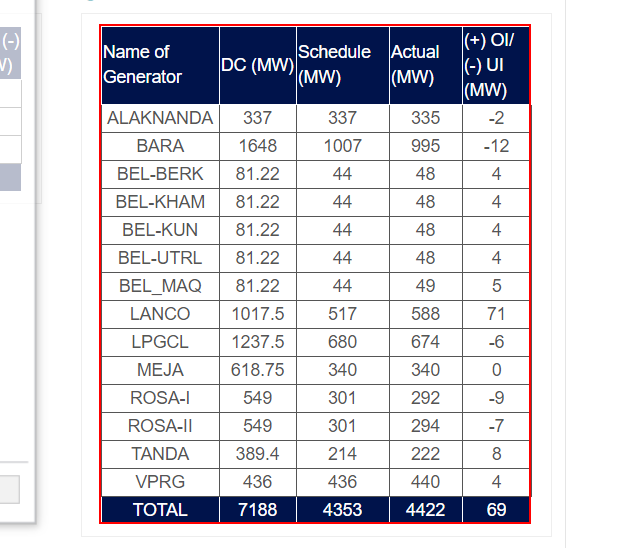 (-)
Name of Generator DC (MW) Schedule (MW) Actual (MW) (+) OI/ (-) UI (MW)
ALAKNANDA 337 337 335 -2
BARA 1648 1007 995 -12
BEL-BERK 81.22 44 48 4
BEL-KHAM 81.22 44 48 4
BEL-KUN 81.22 44 48 4
BEL-UTRL 81.22 44 48 4
BEL_MAQ 81.22 44 49 5
LANCO 1017.5 517 588 71
LPGCL 1237.5 680 674 -6
MEJA 618.75 340 340 0
ROSA-I 549 301 292 -9
ROSA-II 549 301 294 -7
TANDA 389.4 214 222 8
VPRG 436 436 440 4
TOTAL 7188 4353 4422 69